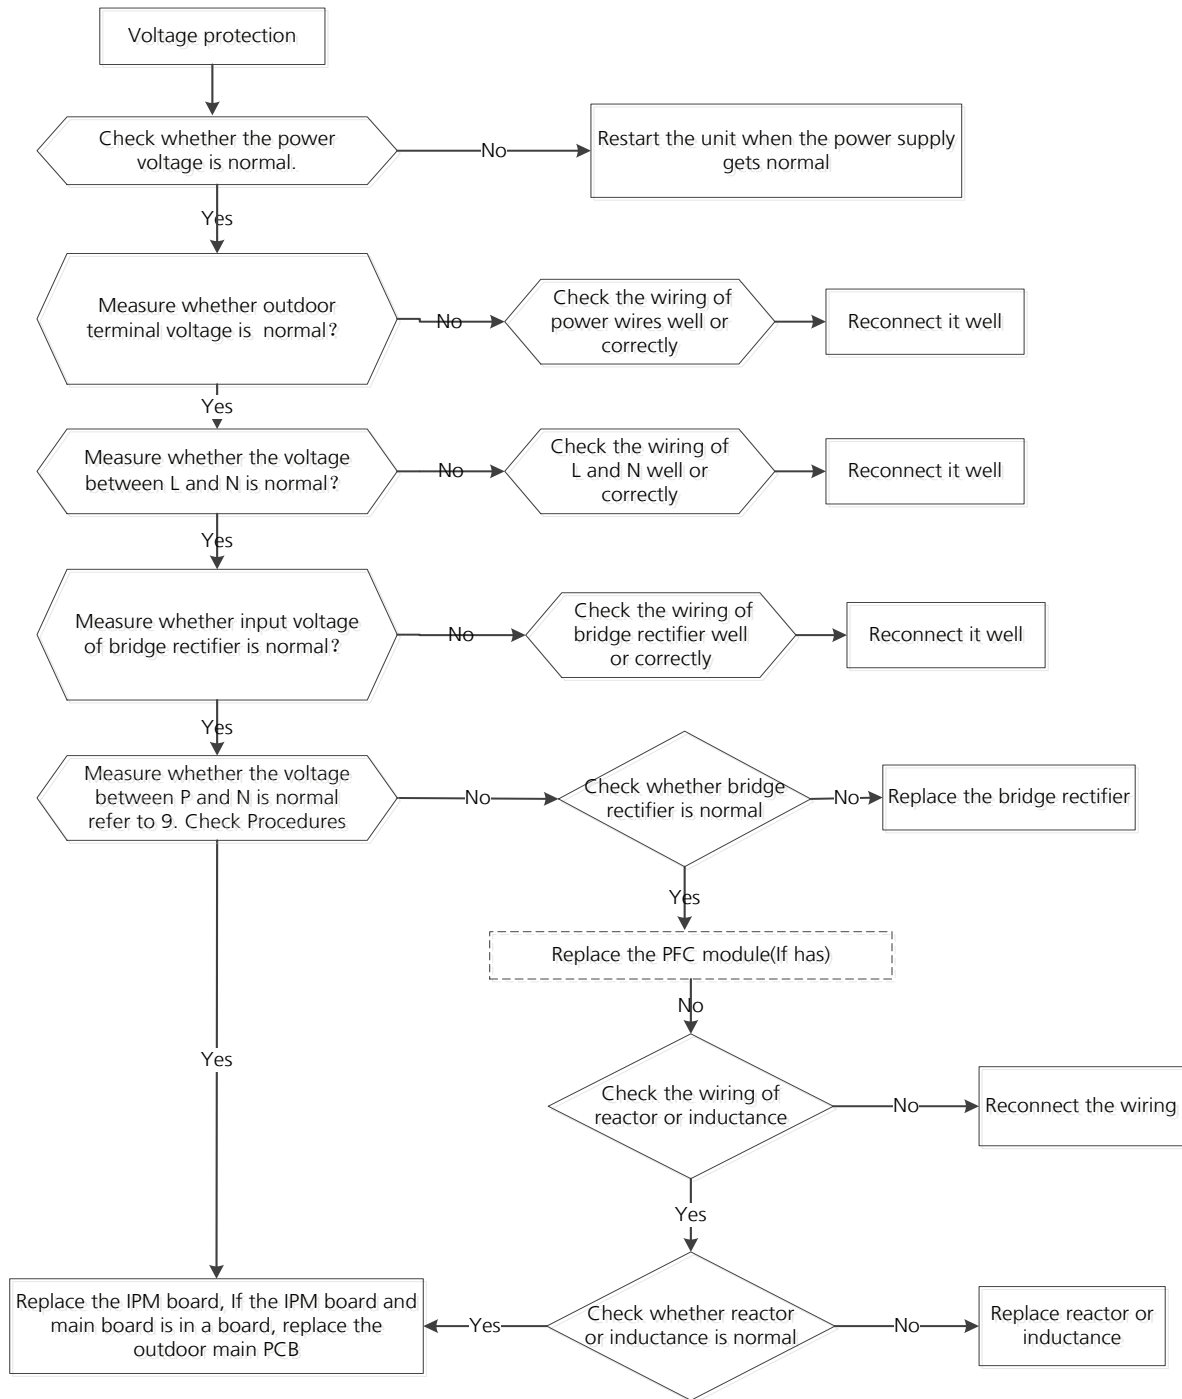 Voltage protection
Check whether the power
voltage is normal.
No
Restart the unit when the power supply
gets normal
Yes
Measure whether outdoor
terminal voltage is  normal?
No
Check the wiring of
power wires well or
correctly
Reconnect it well
Yes
Measure whether the voltage
between L and N is normal?
No
Check the wiring of
L and N well or
correctly
Reconnect it well
Yes
Measure whether input voltage
of bridge rectifier is normal?
No
Check the wiring of
bridge rectifier well
or correctly
Reconnect it well
Yes
Measure whether the voltage
between P and N is normal
refer to 9. Check Procedures
No
Check whether bridge
rectifier is normal
No
Replace the bridge rectifier
Yes
Replace the PFC module(If has)
No
Yes
Check the wiring of
reactor or inductance
No
Reconnect the wiring
Yes
Replace the IPM board, If the IPM board and
main board is in a board, replace the
outdoor main PCB
Yes
Check whether reactor
or inductance is normal
No
Replace reactor or
inductance